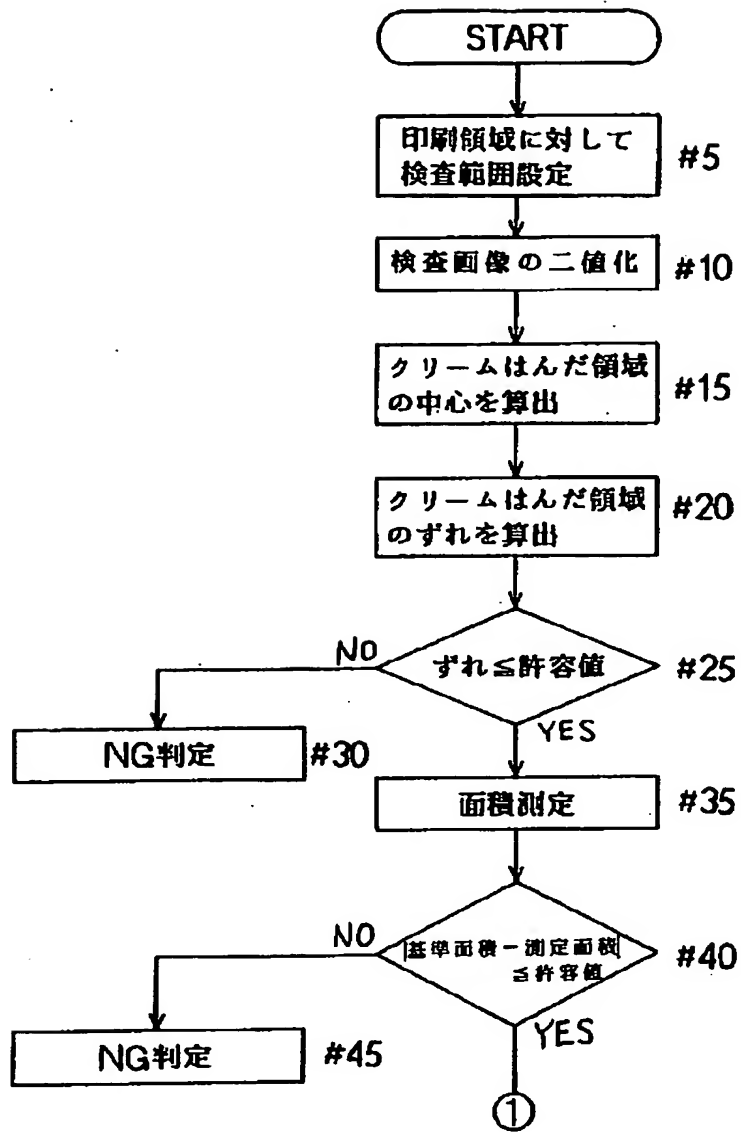 START
印刷領域に対して
検査範囲設定
#5
検査画像の二値化
#10
クリームはんだ領域
の中心を算出
#15
クリームはんだ領域
のずれを算出
#20
NO
ずれ≦許容値
#25
YES
NG判定
#30
面積測定
#35
NO
|基準面積-測定面積|
≦許容値
#40
YES
NG判定
#45
①